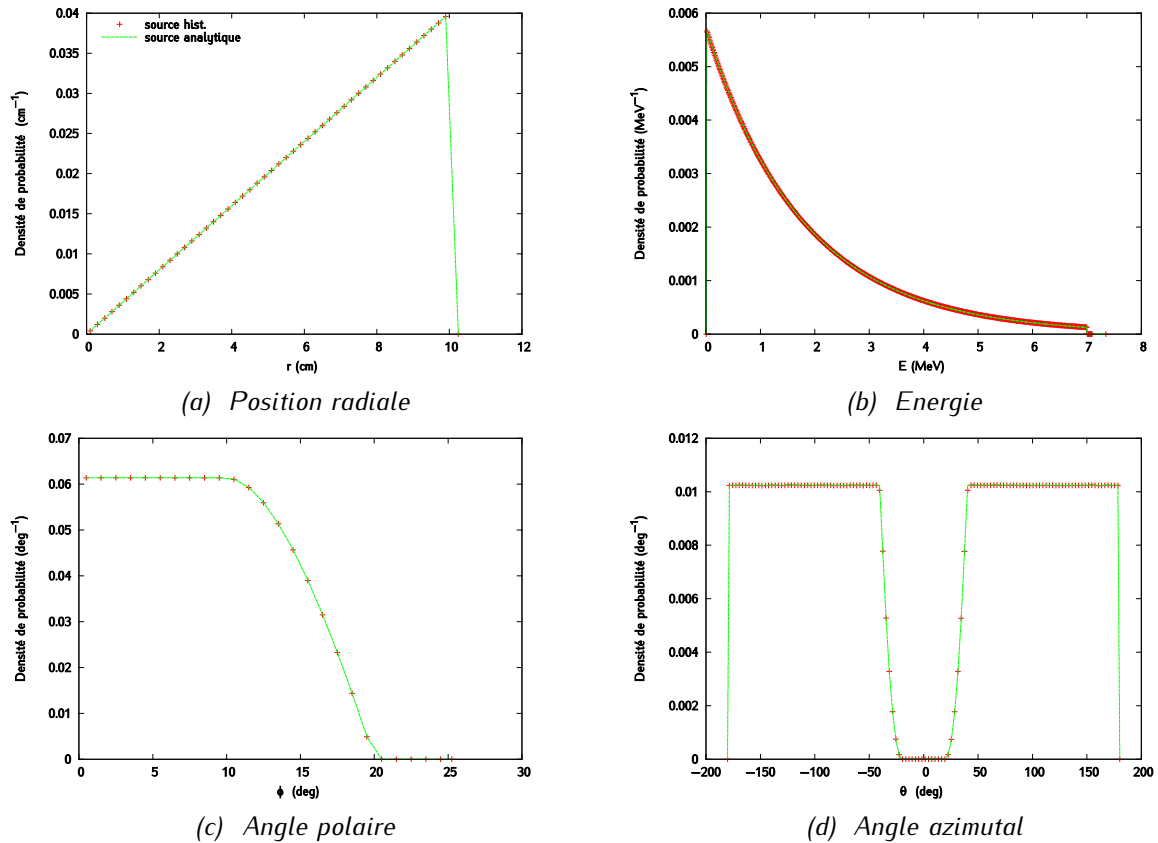 source hist.
source analytique
Densité de probabilité (cm⁻¹)
0.04
0.035
0.03
0.025
0.02
0.015
0.01
0.005
0
0 2 4 6 8 10 12
r (cm)
(a) Position radiale
Densité de probabilité (MeV⁻¹)
0.006
0.005
0.004
0.003
0.002
0.001
0
0 1 2 3 4 5 6 7 8
E (MeV)
(b) Energie
Densité de probabilité (deg⁻¹)
0.07
0.06
0.05
0.04
0.03
0.02
0.01
0
0 5 10 15 20 25 30
ϕ (deg)
(c) Angle polaire
Densité de probabilité (deg⁻¹)
0.012
0.01
0.008
0.006
0.004
0.002
0
−200 −150 −100 −50 0 50 100 150 200
θ (deg)
(d) Angle azimutal